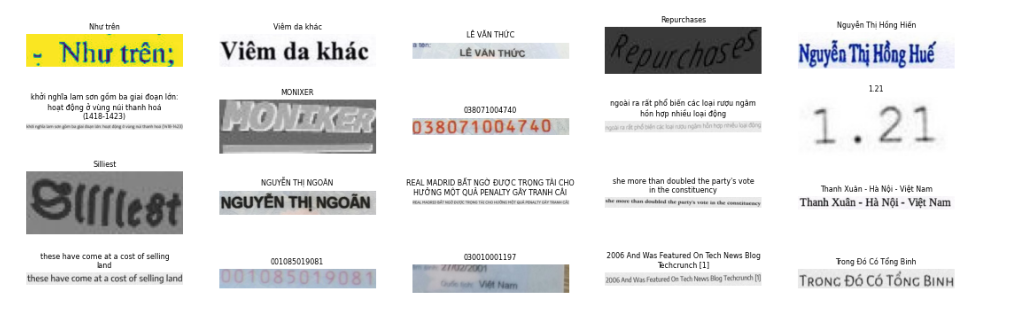 Như trên
- Như trên;
Viêm da khác
Viêm da khác
LÊ VĂN THỨC
LÊ VĂN THỨC
Repurchases
Repurchases
Nguyễn Thị Hồng Hiến
Nguyễn Thị Hồng Huế
khởi nghĩa lam sơn gồm ba giai đoạn lớn:
hoạt động ở vùng núi thanh hoá
(1418-1423)
khởi nghĩa lam sơn gồm ba giai đoạn lớn: hoạt động ở vùng núi thanh hoá (1418-1423)
MONIXER
MONIKER
038071004740
038071004740
ngoài ra rất phổ biến các loại rượu ngâm
hỗn hợp nhiều loại động
ngoài ra rất phổ biến các loại rượu ngâm hỗn hợp nhiều loại động
1.21
1.21
Silliest
Silliest
NGUYỄN THỊ NGOÀN
NGUYỄN THỊ NGOÃN
REAL MADRID BẤT NGỜ ĐƯỢC TRỌNG TÀI CHO
HƯỞNG MỘT QUẢ PENALTY GÂY TRANH CÃI
REAL MADRID BẤT NGỜ ĐƯỢC TRỌNG TÀI CHO HƯỞNG MỘT QUẢ PENALTY GÂY TRANH CÃI
she more than doubled the party's vote
in the constituency
she more than doubled the party's vote in the constituency
Thanh Xuân - Hà Nội - Việt Nam
Thanh Xuân - Hà Nội - Việt Nam
these have come at a cost of selling
land
these have come at a cost of selling land
001085019081
001085019081
030010001197
27/02/2001
Quốc tịch: Việt Nam
2006 And Was Featured On Tech News Blog
Techcrunch [1]
2006 And Was Featured On Tech News Blog Techcrunch [1]
Trong Đó Có Tổng Binh
TRONG ĐÓ CÓ TỔNG BINH